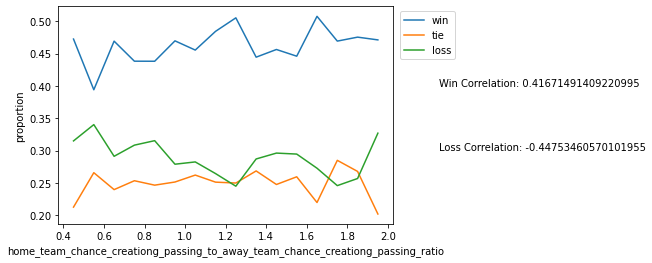 0.50
0.45
0.40
0.35
0.30
0.25
0.20
proportion
0.4 0.6 0.8 1.0 1.2 1.4 1.6 1.8 2.0
home_team_chance_creationg_passing_to_away_team_chance_creationg_passing_ratio
win
tie
loss
Win Correlation: 0.41671491409220995
Loss Correlation: -0.44753460570101955